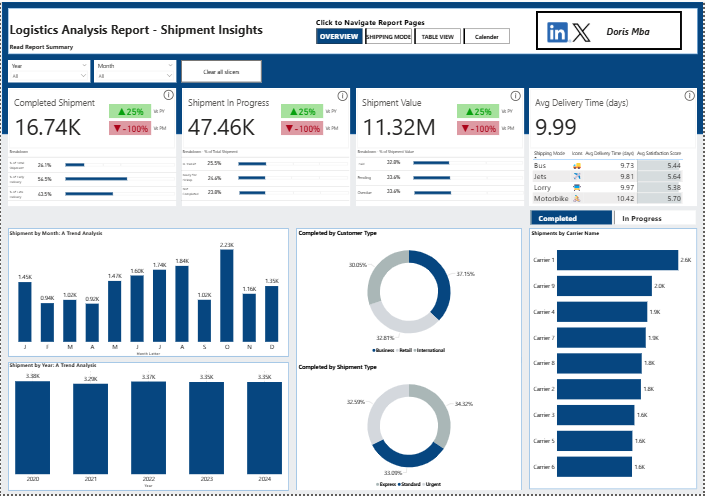 Logistics Analysis Report - Shipment Insights
Read Report Summary
Click to Navigate Report Pages
OVERVIEW
SHIPPING MODE
TABLE VIEW
Calender
in
Doris Mba
Year
All
Month
All
Clear all slicers
Completed Shipment
16.74K
▲25% Vs PY
▼-100% Vs PM
Breakdown
26.1%
56.5%
43.5%
Shipment In Progress
47.46K
▲25% Vs PY
▼-100% Vs PM
Breakdown: % of Total Shipment
25.5%
24.6%
23.8%
Shipment Value
11.32M
▲25% Vs PY
▼-100% Vs PM
Breakdown: % of Shipment Value
32.8%
Pending 33.6%
Overdue 33.6%
Avg Delivery Time (days)
9.99
Shipping Mode Icons Avg Delivery Time (days) Avg Satisfaction Score
Bus 9.73 5.44
Jets 9.81 5.64
Lorry 9.97 5.38
Motorbike 10.42 5.70
Completed
In Progress
Shipment by Month: A Trend Analysis
1.45K 0.94K 1.02K 0.92K 1.47K 1.60K 1.74K 1.84K 1.02K 2.23K 1.16K 1.35K
J F M A M J J A S O N D
Month Letter
Shipment by Year: A Trend Analysis
3.38K 3.29K 3.37K 3.35K 3.35K
2020 2021 2022 2023 2024
Year
Completed by Customer Type
30.05%
37.15%
32.81%
Business Retail International
Completed by Shipment Type
32.59%
34.32%
33.09%
Express Standard Urgent
Shipments by Carrier Name
Carrier 1 2.6K
Carrier 9 2.0K
Carrier 4 1.9K
Carrier 7 1.9K
Carrier 8 1.8K
Carrier 2 1.8K
Carrier 3 1.6K
Carrier 5 1.6K
Carrier 6 1.6K